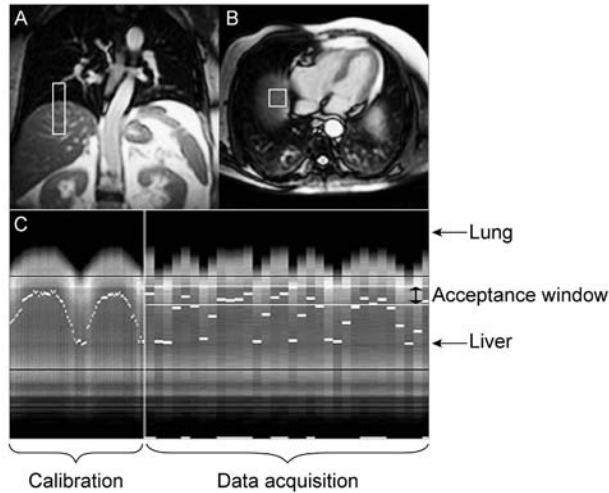 A
B
C
Lung
Acceptance window
Liver
Calibration
Data acquisition